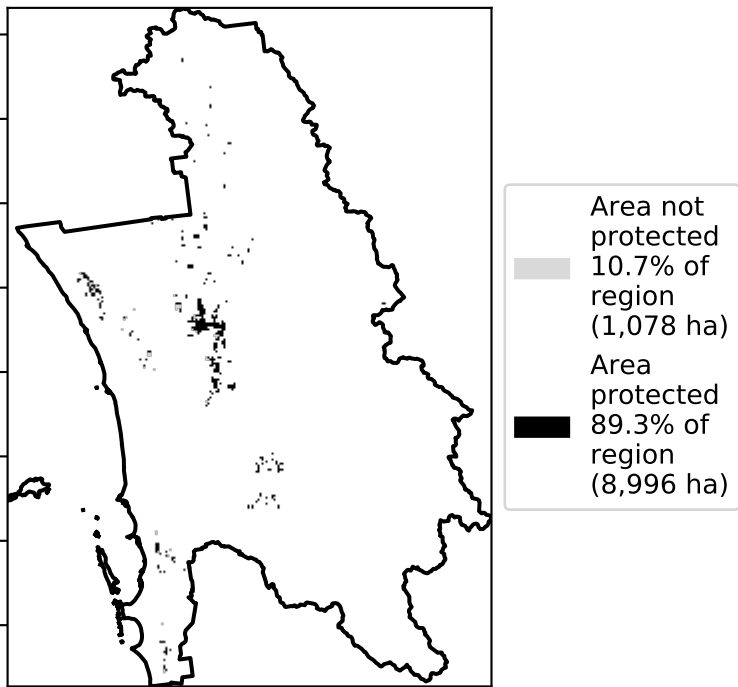 Area not
protected
10.7% of
region
(1,078 ha)
Area
protected
89.3% of
region
(8,996 ha)